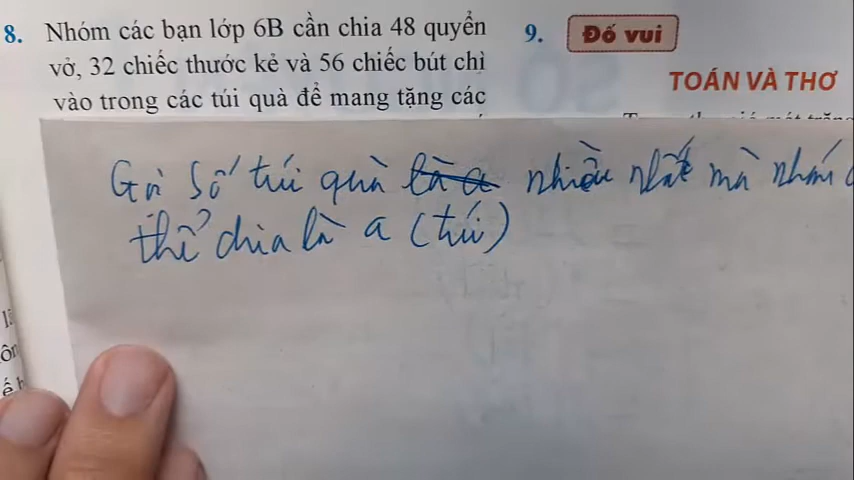 8. Nhóm các bạn lớp 6B cần chia 48 quyển
vở, 32 chiếc thước kẻ và 56 chiếc bút chì
vào trong các túi quà để mang tặng các
9. Đố vui
TOÁN VÀ THƠ
Gọi số túi quà là a nhiều nhất mà nhóm
thể chia là a (túi)